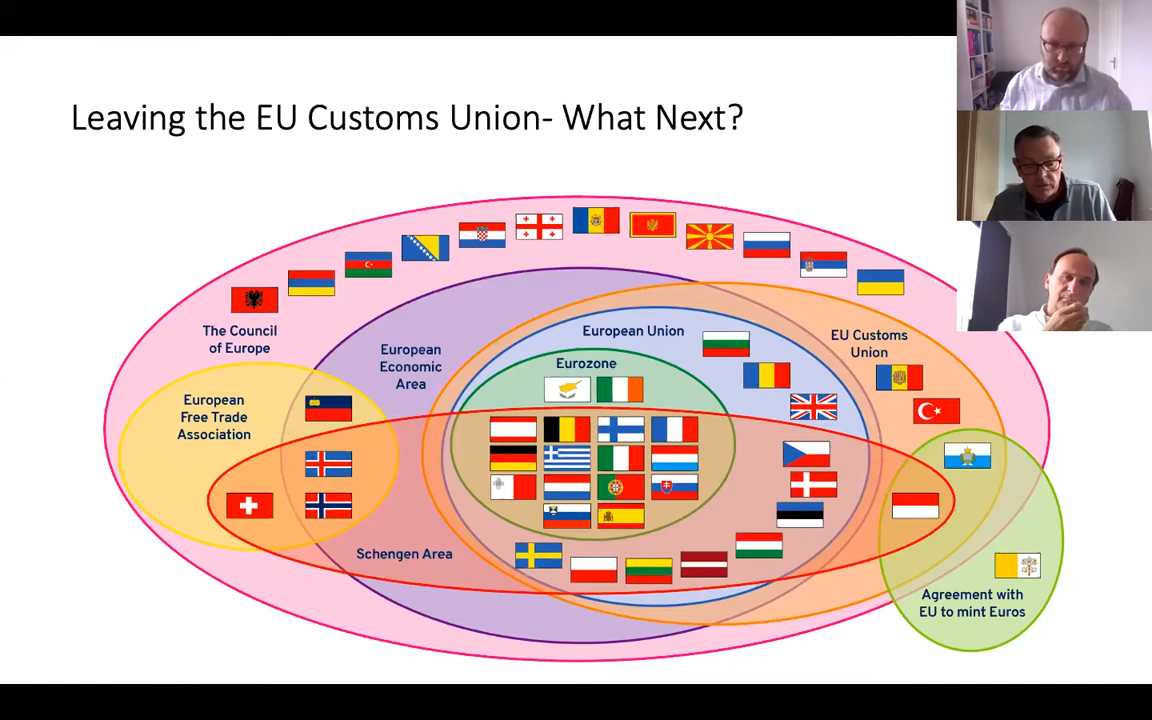 Leaving the EU Customs Union- What Next?
The Council
of Europe
European
Economic
Area
European Union
Eurozone
EU Customs
Union
European
Free Trade
Association
Schengen Area
Agreement with
EU to mint Euros